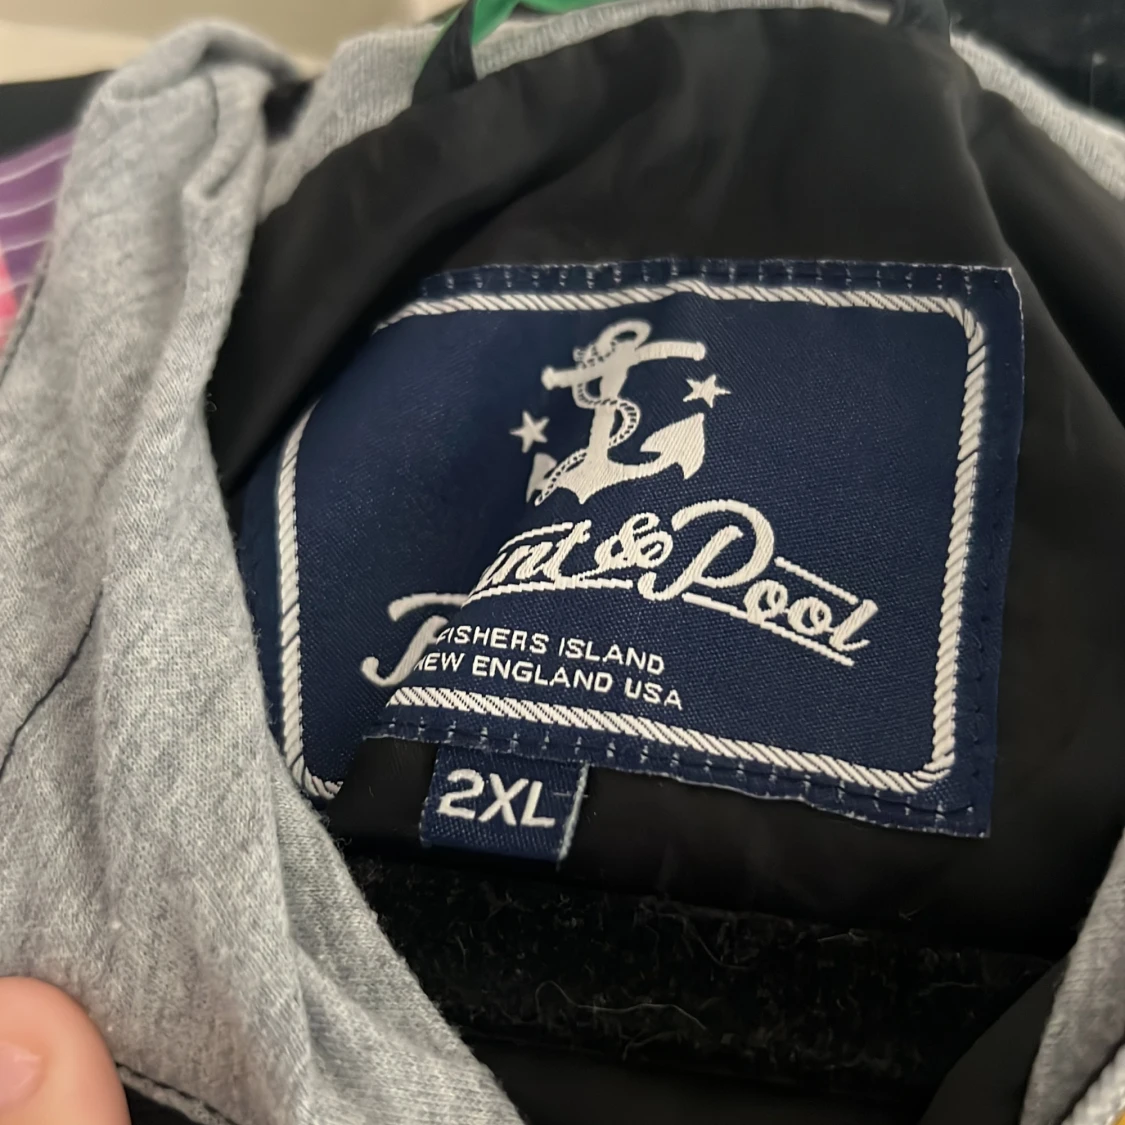 & Pool
FISHERS ISLAND
NEW ENGLAND USA
2XL